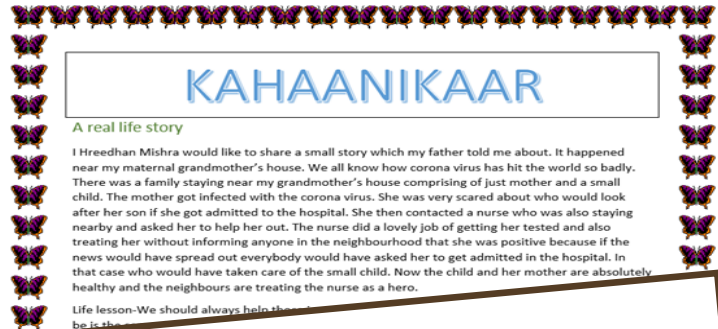 KAHAANIKAAR
A real life story
I Hreedhan Mishra would like to share a small story which my father told me about. It happened
near my maternal grandmother's house. We all know how corona virus has hit the world so badly.
There was a family staying near my grandmother's house comprising of just mother and a small
child. The mother got infected with the corona virus. She was very scared about who would look
after her son if she got admitted to the hospital. She then contacted a nurse who was also staying
nearby and asked her to help her out. The nurse did a lovely job of getting her tested and also
treating her without informing anyone in the neighbourhood that she was positive because if the
news would have spread out everybody would have asked her to get admitted in the hospital. In
that case who would have taken care of the small child. Now the child and her mother are absolutely
healthy and the neighbours are treating the nurse as a hero.
Life lesson-We should always help
be is the